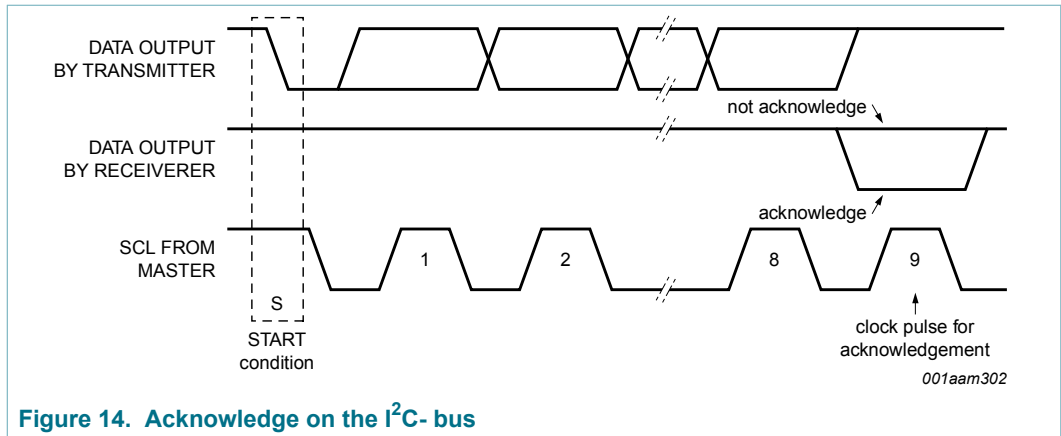 DATA OUTPUT
BY TRANSMITTER
not acknowledge
DATA OUTPUT
BY RECEIVERER
acknowledge
SCL FROM
MASTER
1
2
8
9
S
START
condition
clock pulse for
acknowledgement
001aam302
Figure 14. Acknowledge on the I²C- bus